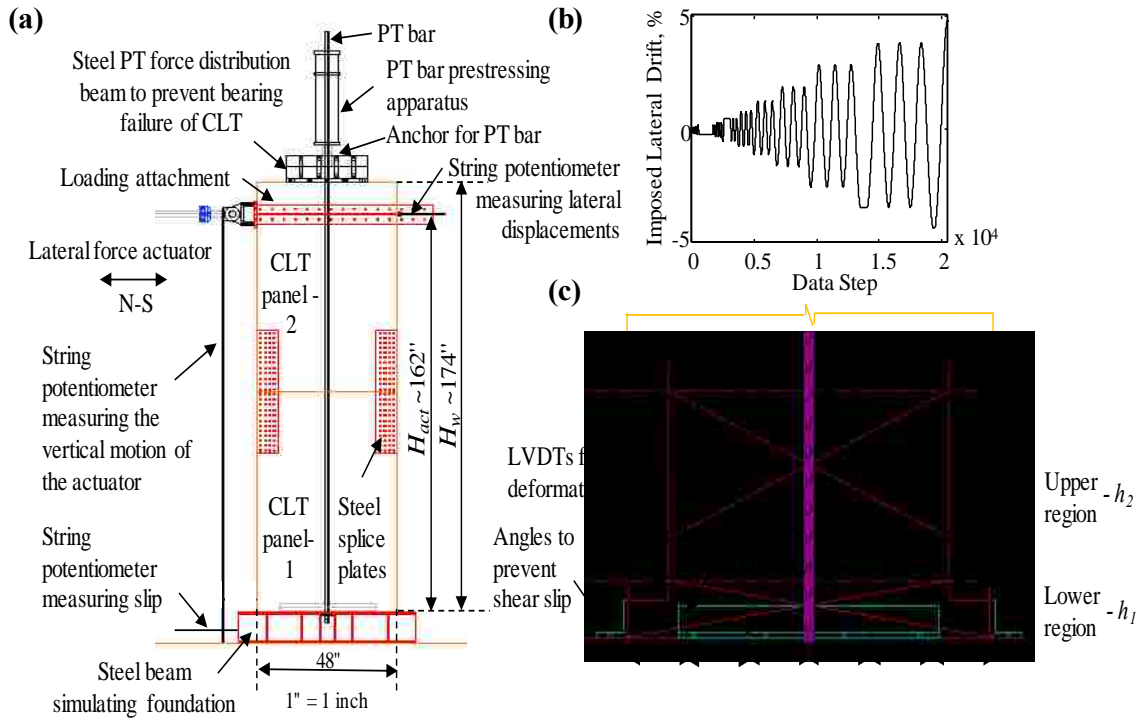 (a)
PT bar
Steel PT force distribution
beam to prevent bearing
failure of CLT
PT bar prestressing
apparatus
Anchor for PT bar
Loading attachment
String potentiometer
measuring lateral
displacements
Lateral force actuator
N-S
CLT
panel -
2
String
potentiometer
measuring the
vertical motion of
the actuator
H_act ~162"
H_w ~174"
CLT
panel-
1
Steel
splice
plates
String
potentiometer
measuring slip
Steel beam
simulating foundation
48"
1" = 1 inch
(b)
Imposed Lateral Drift, %
5
0
-5
0
0.5
1
1.5
2
x 10^4
Data Step
(c)
LVDTs f
deformat
Angles to
prevent
shear slip
Upper
region - h_2
Lower
region - h_1